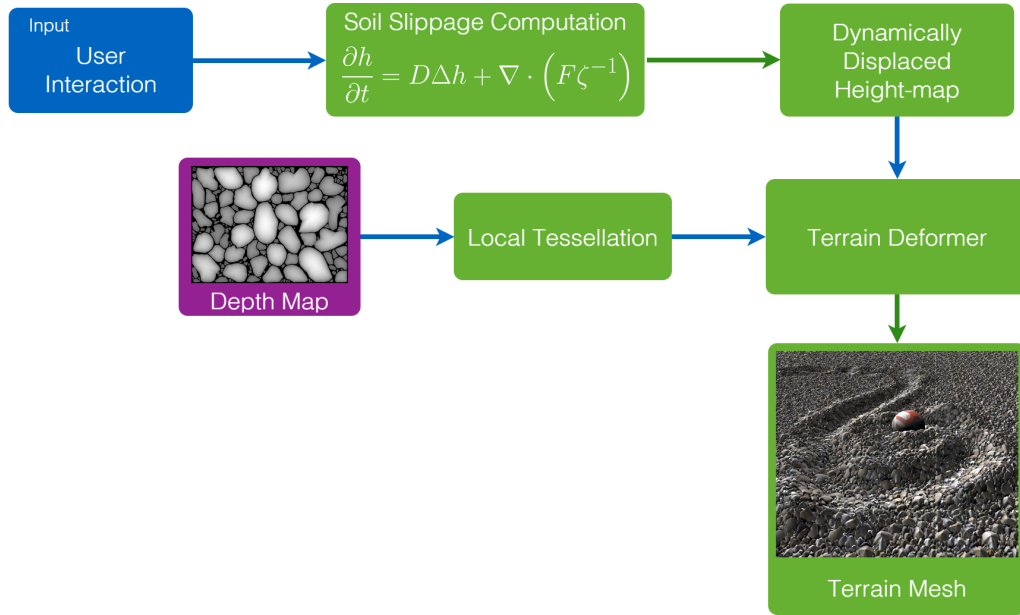 Input
User
Interaction
Soil Slippage Computation
∂h/∂t = DΔh + ∇ · (Fζ⁻¹)
Dynamically
Displaced
Height-map
Depth Map
Local Tessellation
Terrain Deformer
Terrain Mesh